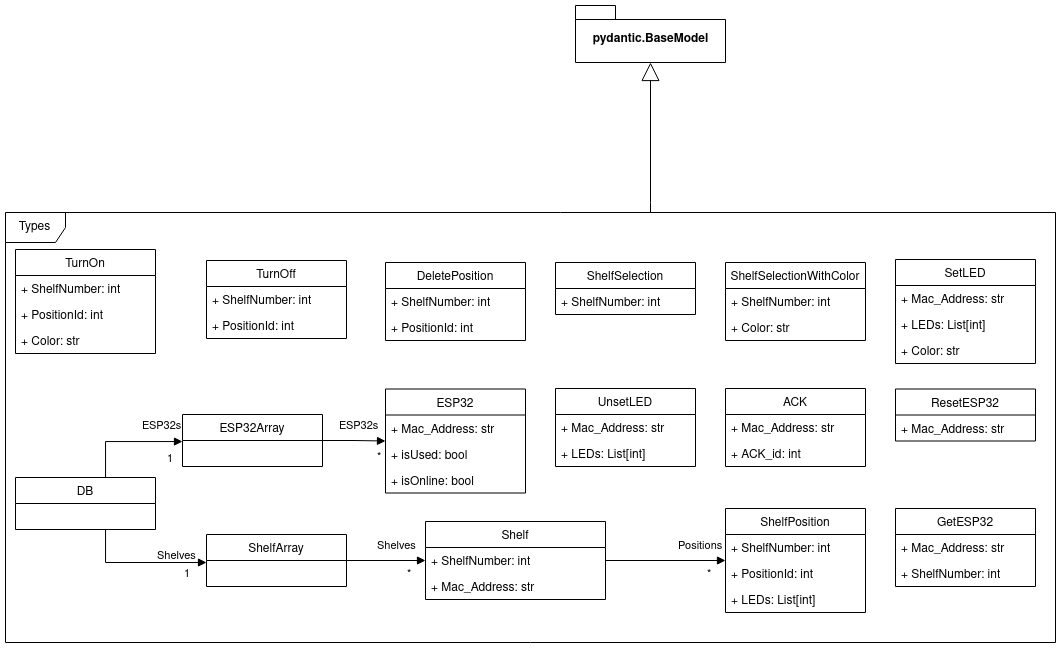 pydantic.BaseModel
Types
TurnOn
+ ShelfNumber: int
+ PositionId: int
+ Color: str
TurnOff
+ ShelfNumber: int
+ PositionId: int
DeletePosition
+ ShelfNumber: int
+ PositionId: int
ShelfSelection
+ ShelfNumber: int
ShelfSelectionWithColor
+ ShelfNumber: int
+ Color: str
SetLED
+ Mac_Address: str
+ LEDs: List[int]
+ Color: str
ESP32s
1
ESP32Array
ESP32s
*
ESP32
+ Mac_Address: str
+ isUsed: bool
+ isOnline: bool
UnsetLED
+ Mac_Address: str
+ LEDs: List[int]
ACK
+ Mac_Address: str
+ ACK_id: int
ResetESP32
+ Mac_Address: str
DB
Shelves
1
ShelfArray
Shelves
*
Shelf
+ ShelfNumber: int
+ Mac_Address: str
Positions
*
ShelfPosition
+ ShelfNumber: int
+ PositionId: int
+ LEDs: List[int]
GetESP32
+ Mac_Address: str
+ ShelfNumber: int